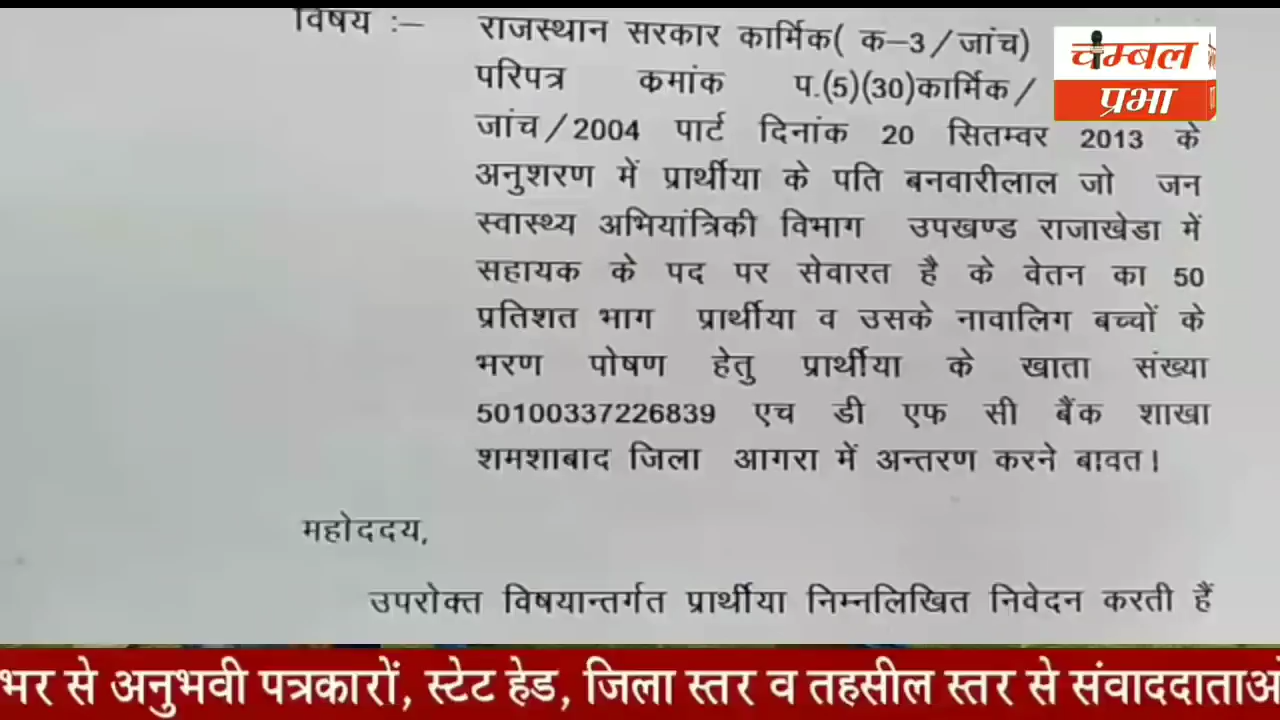 विषय :– राजस्थान सरकार कार्मिक( क–3/जांच)
परिपत्र कमांक प.(5)(30)कार्मिक/
जांच/2004 पार्ट दिनांक 20 सितम्वर 2013 के
अनुशरण में प्रार्थीया के पति बनवारीलाल जो जन
स्वास्थ्य अभियांत्रिकी विभाग उपखण्ड राजाखेडा में
सहायक के पद पर सेवारत है के वेतन का 50
प्रतिशत भाग प्रार्थीया व उसके नावालिग बच्चों के
भरण पोषण हेतु प्रार्थीया के खाता संख्या
50100337226839 एच डी एफ सी बैंक शाखा
शमशाबाद जिला आगरा में अन्तरण करने बावत।
महोददय,
उपरोक्त विषयान्तर्गत प्रार्थीया निम्नलिखित निवेदन करती हैं
चम्बल
प्रभा
भर से अनुभवी पत्रकारों, स्टेट हेड, जिला स्तर व तहसील स्तर से संवाददाताओ